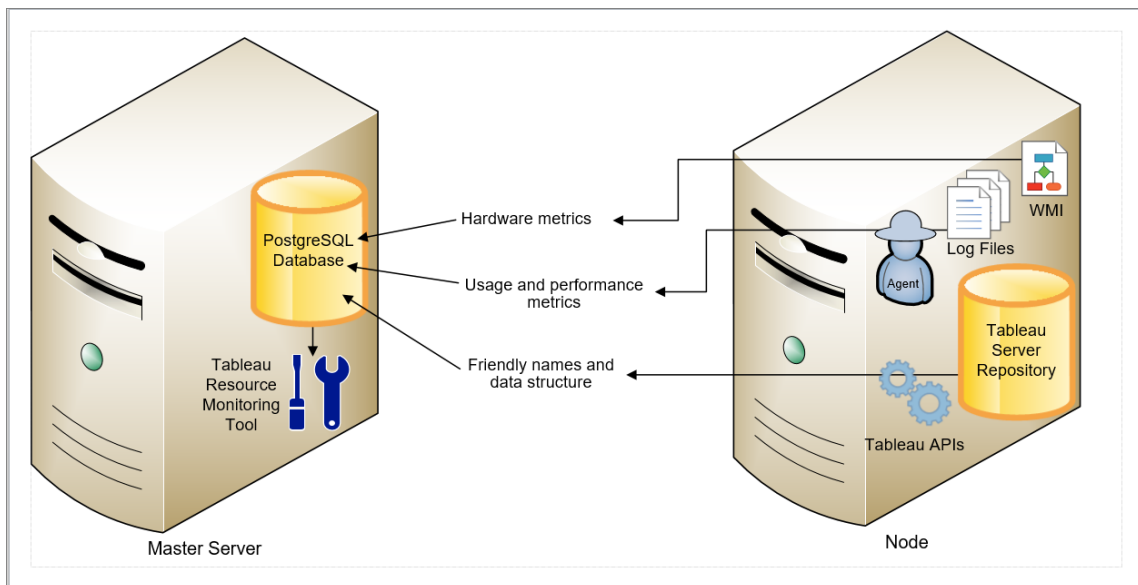 PostgreSQL
Database
Tableau
Resource
Monitoring
Tool
Master Server
Hardware metrics
Usage and performance
metrics
Friendly names and
data structure
WMI
Log Files
Agent
Tableau
Server
Repository
Tableau APIs
Node